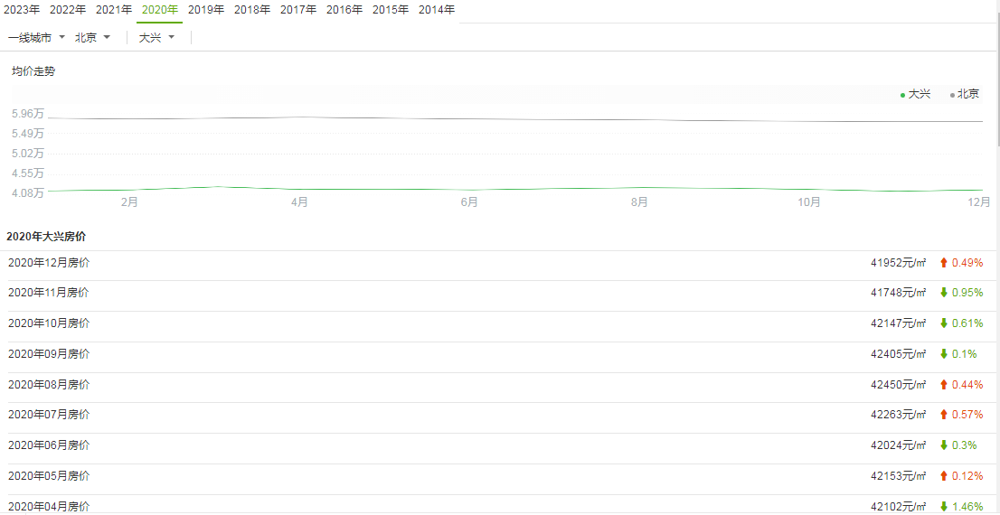 2023年 2022年 2021年 2020年 2019年 2018年 2017年 2016年 2015年 2014年
一线城市 北京 大兴
均价走势
大兴 北京
5.96万
5.49万
5.02万
4.55万
4.08万
2月 4月 6月 8月 10月 12月
2020年大兴房价
2020年12月房价 41952元/㎡ 0.49%
2020年11月房价 41748元/㎡ 0.95%
2020年10月房价 42147元/㎡ 0.61%
2020年09月房价 42405元/㎡ 0.1%
2020年08月房价 42450元/㎡ 0.44%
2020年07月房价 42263元/㎡ 0.57%
2020年06月房价 42024元/㎡ 0.3%
2020年05月房价 42153元/㎡ 0.12%
2020年04月房价 42102元/㎡ 1.46%